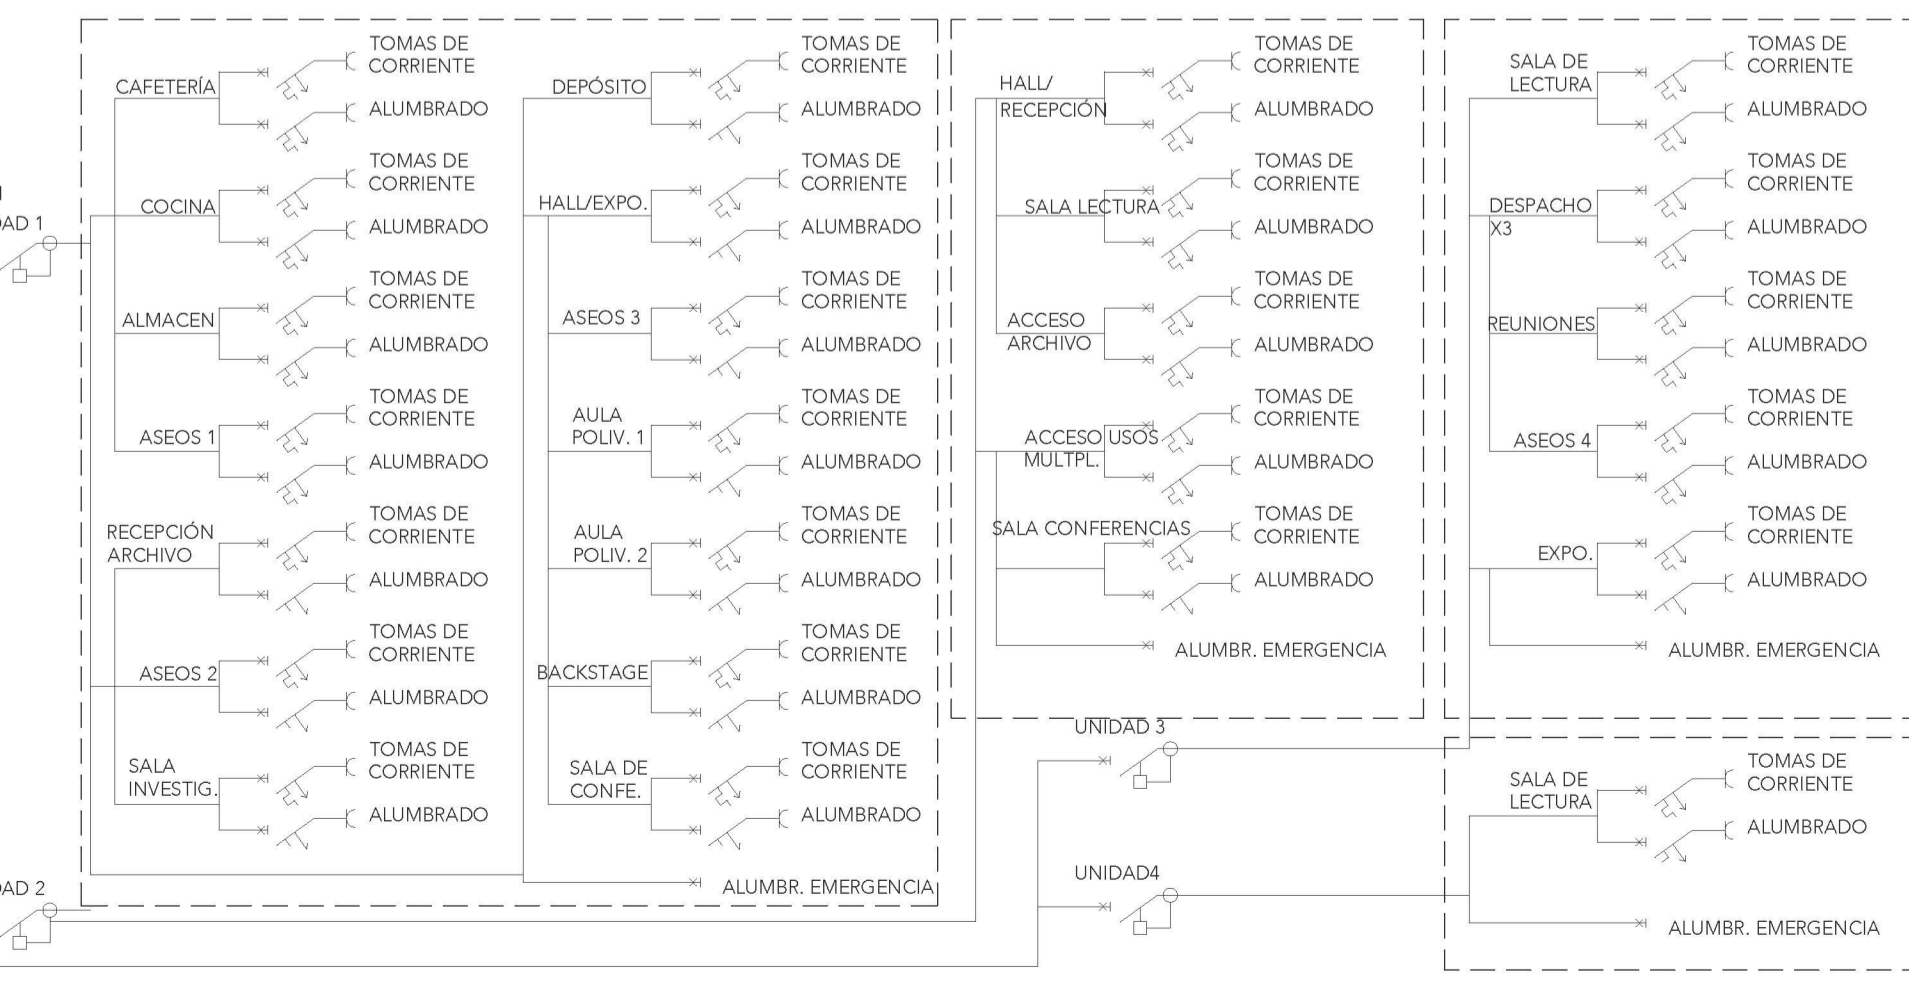 DAD 1
CAFETERÍA
TOMAS DE
CORRIENTE
ALUMBRADO
COCINA
TOMAS DE
CORRIENTE
ALUMBRADO
ALMACEN
TOMAS DE
CORRIENTE
ALUMBRADO
ASEOS 1
TOMAS DE
CORRIENTE
ALUMBRADO
RECEPCIÓN
ARCHIVO
TOMAS DE
CORRIENTE
ALUMBRADO
ASEOS 2
TOMAS DE
CORRIENTE
ALUMBRADO
SALA
INVESTIG.
TOMAS DE
CORRIENTE
ALUMBRADO
DEPÓSITO
TOMAS DE
CORRIENTE
ALUMBRADO
HALL/EXPO.
TOMAS DE
CORRIENTE
ALUMBRADO
ASEOS 3
TOMAS DE
CORRIENTE
ALUMBRADO
AULA
POLIV. 1
TOMAS DE
CORRIENTE
ALUMBRADO
AULA
POLIV. 2
TOMAS DE
CORRIENTE
ALUMBRADO
BACKSTAGE
TOMAS DE
CORRIENTE
ALUMBRADO
SALA DE
CONFE.
TOMAS DE
CORRIENTE
ALUMBRADO
ALUMBR. EMERGENCIA
DAD 2
HALL/
RECEPCIÓN
TOMAS DE
CORRIENTE
ALUMBRADO
SALA LECTURA
TOMAS DE
CORRIENTE
ALUMBRADO
ACCESO
ARCHIVO
TOMAS DE
CORRIENTE
ALUMBRADO
ACCESO USOS
MULTPL.
TOMAS DE
CORRIENTE
ALUMBRADO
SALA CONFERENCIAS
TOMAS DE
CORRIENTE
ALUMBRADO
ALUMBR. EMERGENCIA
UNIDAD 3
SALA DE
LECTURA
TOMAS DE
CORRIENTE
ALUMBRADO
DESPACHO
X3
TOMAS DE
CORRIENTE
ALUMBRADO
REUNIONES
TOMAS DE
CORRIENTE
ALUMBRADO
ASEOS 4
TOMAS DE
CORRIENTE
ALUMBRADO
EXPO.
TOMAS DE
CORRIENTE
ALUMBRADO
ALUMBR. EMERGENCIA
UNIDAD4
SALA DE
LECTURA
TOMAS DE
CORRIENTE
ALUMBRADO
ALUMBR. EMERGENCIA